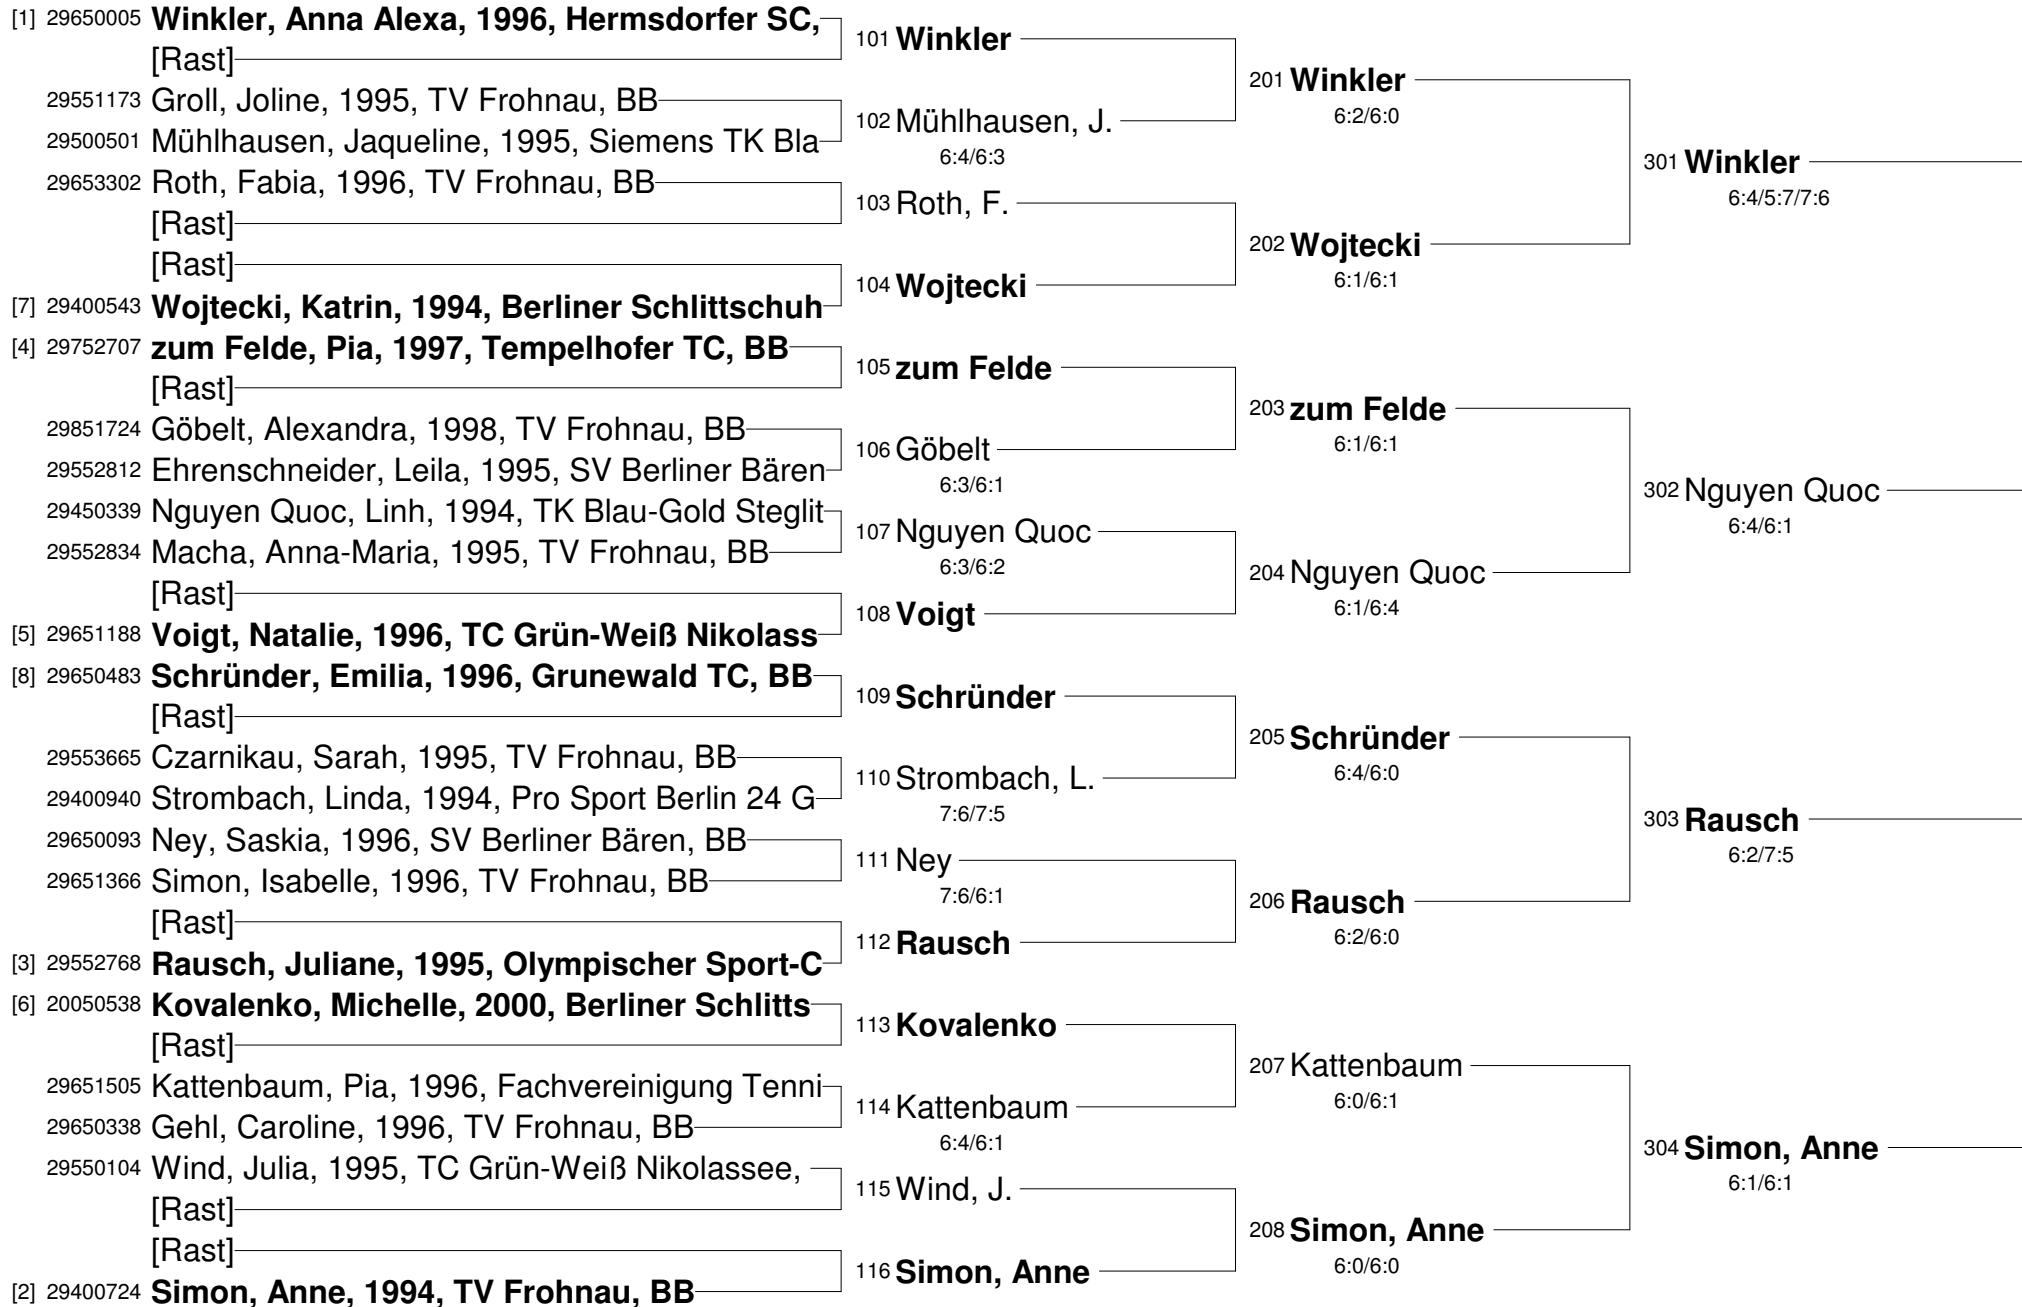 [1] 29650005 Winkler, Anna Alexa, 1996, Hermsdorfer SC,
[Rast]
29551173 Groll, Joline, 1995, TV Frohnau, BB
29500501 Mühlhausen, Jaqueline, 1995, Siemens TK Bla
29653302 Roth, Fabia, 1996, TV Frohnau, BB
[Rast]
[Rast]
[7] 29400543 Wojtecki, Katrin, 1994, Berliner Schlittschuh
[4] 29752707 zum Felde, Pia, 1997, Tempelhofer TC, BB
[Rast]
29851724 Göbelt, Alexandra, 1998, TV Frohnau, BB
29552812 Ehrenschneider, Leila, 1995, SV Berliner Bären
29450339 Nguyen Quoc, Linh, 1994, TK Blau-Gold Steglit
29552834 Macha, Anna-Maria, 1995, TV Frohnau, BB
[Rast]
[5] 29651188 Voigt, Natalie, 1996, TC Grün-Weiß Nikolass
[8] 29650483 Schründer, Emilia, 1996, Grunewald TC, BB
[Rast]
29553665 Czarnikau, Sarah, 1995, TV Frohnau, BB
29400940 Strombach, Linda, 1994, Pro Sport Berlin 24 G
29650093 Ney, Saskia, 1996, SV Berliner Bären, BB
29651366 Simon, Isabelle, 1996, TV Frohnau, BB
[Rast]
[3] 29552768 Rausch, Juliane, 1995, Olympischer Sport-C
[6] 20050538 Kovalenko, Michelle, 2000, Berliner Schlitts
[Rast]
29651505 Kattenbaum, Pia, 1996, Fachvereinigung Tenni
29650338 Gehl, Caroline, 1996, TV Frohnau, BB
29550104 Wind, Julia, 1995, TC Grün-Weiß Nikolassee,
[Rast]
[Rast]
[2] 29400724 Simon, Anne, 1994, TV Frohnau, BB
101 Winkler
102 Mühlhausen, J.
6:4/6:3
103 Roth, F.
104 Wojtecki
105 zum Felde
106 Göbelt
6:3/6:1
107 Nguyen Quoc
6:3/6:2
108 Voigt
109 Schründer
110 Strombach, L.
7:6/7:5
111 Ney
7:6/6:1
112 Rausch
113 Kovalenko
114 Kattenbaum
6:4/6:1
115 Wind, J.
116 Simon, Anne
201 Winkler
6:2/6:0
202 Wojtecki
6:1/6:1
203 zum Felde
6:1/6:1
204 Nguyen Quoc
6:1/6:4
205 Schründer
6:4/6:0
206 Rausch
6:2/6:0
207 Kattenbaum
6:0/6:1
208 Simon, Anne
6:0/6:0
301 Winkler
6:4/5:7/7:6
302 Nguyen Quoc
6:4/6:1
303 Rausch
6:2/7:5
304 Simon, Anne
6:1/6:1